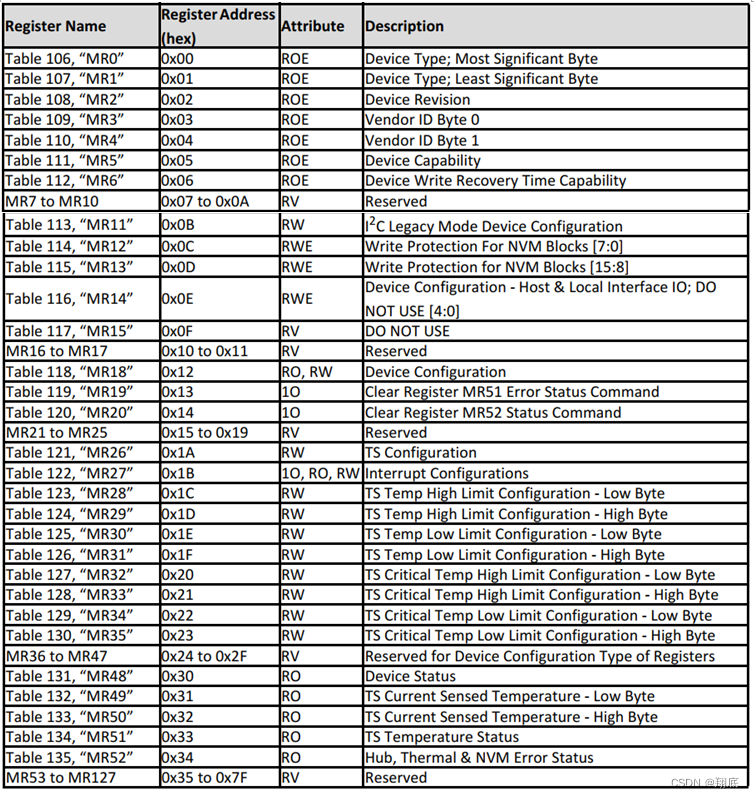 Register Name Register Address (hex) Attribute Description
Table 106, “MR0” 0x00 ROE Device Type; Most Significant Byte
Table 107, “MR1” 0x01 ROE Device Type; Least Significant Byte
Table 108, “MR2” 0x02 ROE Device Revision
Table 109, “MR3” 0x03 ROE Vendor ID Byte 0
Table 110, “MR4” 0x04 ROE Vendor ID Byte 1
Table 111, “MR5” 0x05 ROE Device Capability
Table 112, “MR6” 0x06 ROE Device Write Recovery Time Capability
MR7 to MR10 0x07 to 0x0A RV Reserved
Table 113, “MR11” 0x0B RW I²C Legacy Mode Device Configuration
Table 114, “MR12” 0x0C RWE Write Protection For NVM Blocks [7:0]
Table 115, “MR13” 0x0D RWE Write Protection for NVM Blocks [15:8]
Table 116, “MR14” 0x0E RWE Device Configuration - Host & Local Interface IO; DO
NOT USE [4:0]
Table 117, “MR15” 0x0F RV DO NOT USE
MR16 to MR17 0x10 to 0x11 RV Reserved
Table 118, “MR18” 0x12 RO, RW Device Configuration
Table 119, “MR19” 0x13 1O Clear Register MR51 Error Status Command
Table 120, “MR20” 0x14 1O Clear Register MR52 Status Command
MR21 to MR25 0x15 to 0x19 RV Reserved
Table 121, “MR26” 0x1A RW TS Configuration
Table 122, “MR27” 0x1B 1O, RO, RW Interrupt Configurations
Table 123, “MR28” 0x1C RW TS Temp High Limit Configuration - Low Byte
Table 124, “MR29” 0x1D RW TS Temp High Limit Configuration - High Byte
Table 125, “MR30” 0x1E RW TS Temp Low Limit Configuration - Low Byte
Table 126, “MR31” 0x1F RW TS Temp Low Limit Configuration - High Byte
Table 127, “MR32” 0x20 RW TS Critical Temp High Limit Configuration - Low Byte
Table 128, “MR33” 0x21 RW TS Critical Temp High Limit Configuration - High Byte
Table 129, “MR34” 0x22 RW TS Critical Temp Low Limit Configuration - Low Byte
Table 130, “MR35” 0x23 RW TS Critical Temp Low Limit Configuration - High Byte
MR36 to MR47 0x24 to 0x2F RV Reserved for Device Configuration Type of Registers
Table 131, “MR48” 0x30 RO Device Status
Table 132, “MR49” 0x31 RO TS Current Sensed Temperature - Low Byte
Table 133, “MR50” 0x32 RO TS Current Sensed Temperature - High Byte
Table 134, “MR51” 0x33 RO TS Temperature Status
Table 135, “MR52” 0x34 RO Hub, Thermal & NVM Error Status
MR53 to MR127 0x35 to 0x7F RV Reserved
CSDN @翔底